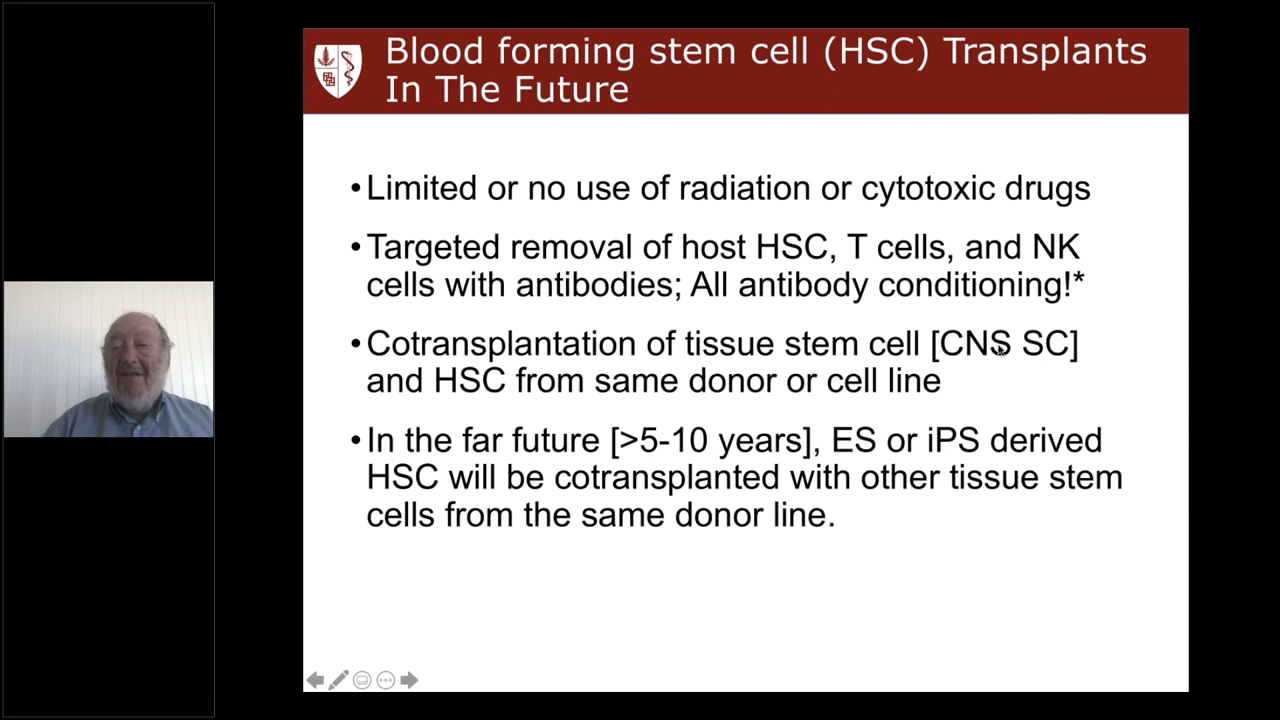 Blood forming stem cell (HSC) Transplants
In The Future
•Limited or no use of radiation or cytotoxic drugs
•Targeted removal of host HSC, T cells, and NK
cells with antibodies; All antibody conditioning!*
•Cotransplantation of tissue stem cell [CNS SC]
and HSC from same donor or cell line
•In the far future [>5-10 years], ES or iPS derived
HSC will be cotransplanted with other tissue stem
cells from the same donor line.